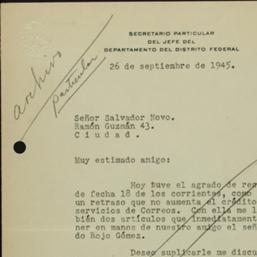 SECRETARIO PARTICULAR
DEL JEFE DEL
DEPARTAMENTO DEL DISTRITO FEDERAL
26 de septiembre de 1945.
archivo
particular
Señor Salvador Novo.
Ramón Guzmán 43.
C i u d a d.
Muy estimado amigo:
Hoy tuve el agrado de rec
de fecha 18 de los corrientes, como
un retraso que no aumenta el crédito
servicios de Correos. Con ella me l
bién dos artículos que inmediatament
ner en manos de nuestro amigo el señ
do Rojo Gómez.
Deseo suplicarle me discu